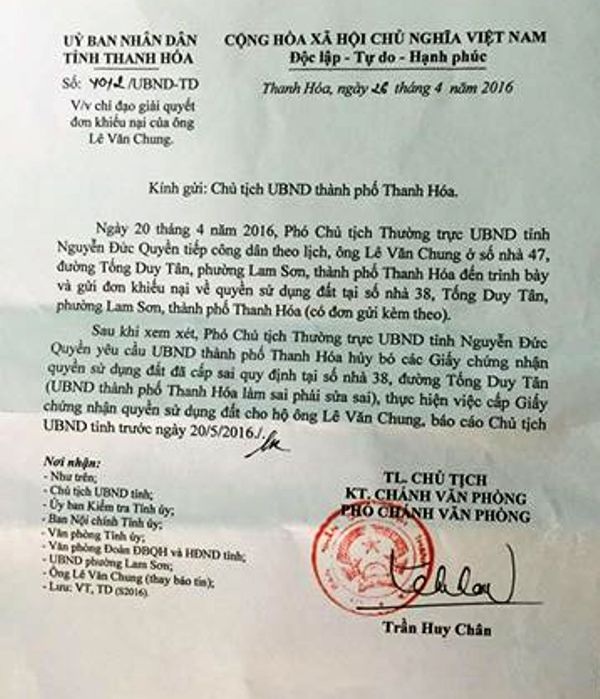 UỶ BAN NHÂN DÂN
TỈNH THANH HÓA
Số: 4012/UBND-TD
V/v chỉ đạo giải quyết
đơn khiếu nại của ông
Lê Văn Chung.
CỘNG HÒA XÃ HỘI CHỦ NGHĨA VIỆT NAM
Độc lập - Tự do - Hạnh phúc
Thanh Hóa, ngày 26 tháng 4 năm 2016
Kính gửi: Chủ tịch UBND thành phố Thanh Hóa.
Ngày 20 tháng 4 năm 2016, Phó Chủ tịch Thường trực UBND tỉnh
Nguyễn Đức Quyền tiếp công dân theo lịch, ông Lê Văn Chung ở số nhà 47,
đường Tống Duy Tân, phường Lam Sơn, thành phố Thanh Hóa đến trình bày
và gửi đơn khiếu nại về quyền sử dụng đất tại số nhà 38, Tống Duy Tân,
phường Lam Sơn, thành phố Thanh Hóa (có đơn gửi kèm theo).
Sau khi xem xét, Phó Chủ tịch Thường trực UBND tỉnh Nguyễn Đức
Quyền yêu cầu UBND thành phố Thanh Hóa hủy bỏ các Giấy chứng nhận
quyền sử dụng đất đã cấp sai quy định tại số nhà 38, đường Tống Duy Tân
(UBND thành phố Thanh Hóa làm sai phải sửa sai), thực hiện việc cấp Giấy
chứng nhận quyền sử dụng đất cho hộ ông Lê Văn Chung, báo cáo Chủ tịch
UBND tỉnh trước ngày 20/5/2016./.
Nơi nhận:
- Như trên;
- Chủ tịch UBND tỉnh;
- Ủy ban Kiểm tra Tỉnh ủy;
- Ban Nội chính Tỉnh ủy;
- Văn phòng Tỉnh ủy;
- Văn phòng Đoàn ĐBQH và HĐND tỉnh;
- UBND phường Lam Sơn;
- Ông Lê Văn Chung (thay báo tin);
- Lưu: VT, TD (S2016).
TL. CHỦ TỊCH
KT. CHÁNH VĂN PHÒNG
PHÓ CHÁNH VĂN PHÒNG
Trần Huy Chân